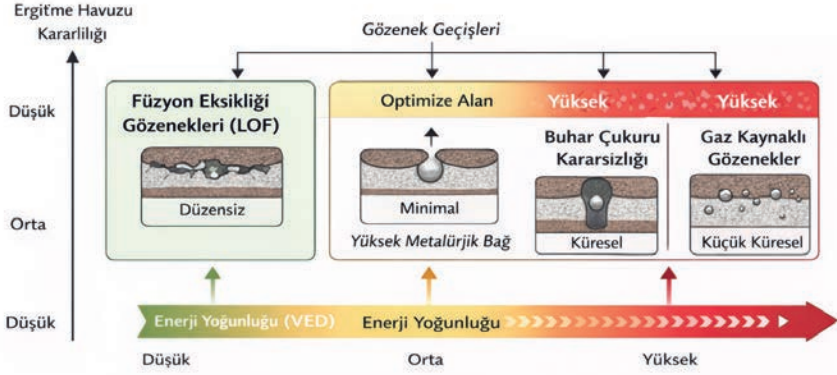 Ergitme Havuzu
Kararlilığı
Gözenek Geçişleri
Düşük
Füzyon Eksikliği
Gözenekleri (LOF)
Düzensiz
Optimize Alan
Yüksek
Yüksek
Minimal
Yüksek Metalürjik Bağ
Buhar Çukuru
Kararsızlığı
Küresel
Gaz Kaynaklı
Gözenekler
Küçük Küresel
Orta
Düşük
Enerji Yoğunluğu (VED)
Enerji Yoğunluğu
Düşük
Orta
Yüksek